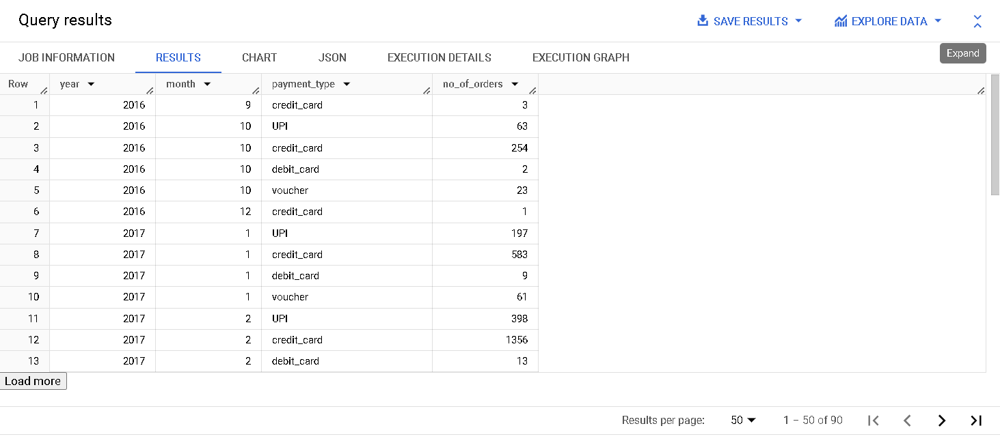 Query results SAVE RESULTS EXPLORE DATA
JOB INFORMATION RESULTS CHART JSON EXECUTION DETAILS EXECUTION GRAPH Expand
Row year month payment_type no_of_orders
1 2016 9 credit_card 3
2 2016 10 UPI 63
3 2016 10 credit_card 254
4 2016 10 debit_card 2
5 2016 10 voucher 23
6 2016 12 credit_card 1
7 2017 1 UPI 197
8 2017 1 credit_card 583
9 2017 1 debit_card 9
10 2017 1 voucher 61
11 2017 2 UPI 398
12 2017 2 credit_card 1356
13 2017 2 debit_card 13
Load more
Results per page: 50 1 – 50 of 90